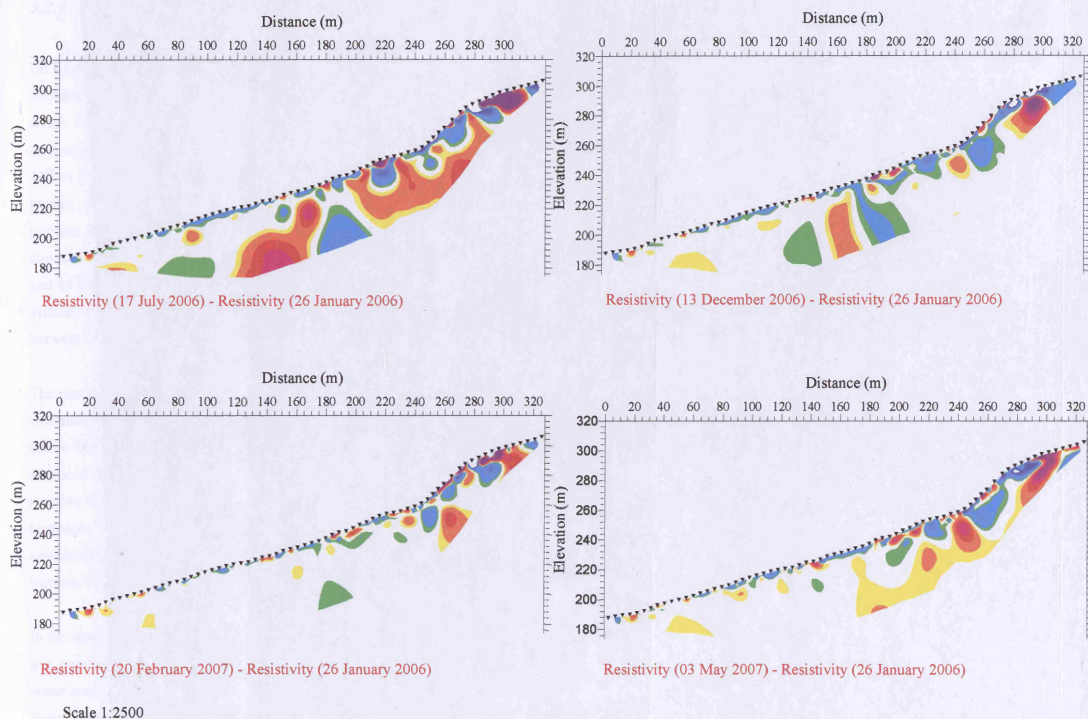 Distance (m)
0 20 40 60 80 100 120 140 160 180 200 220 240 260 280 300
320
300
280
260
240
220
200
180
Elevation (m)
Resistivity (17 July 2006) - Resistivity (26 January 2006)
Distance (m)
0 20 40 60 80 100 120 140 160 180 200 220 240 260 280 300 320
320
300
280
260
240
220
200
180
Elevation (m)
Resistivity (13 December 2006) - Resistivity (26 January 2006)
Distance (m)
0 20 40 60 80 100 120 140 160 180 200 220 240 260 280 300 320
320
300
280
260
240
220
200
180
Elevation (m)
Resistivity (20 February 2007) - Resistivity (26 January 2006)
Distance (m)
0 20 40 60 80 100 120 140 160 180 200 220 240 260 280 300 320
320
300
280
260
240
220
200
180
Elevation (m)
Resistivity (03 May 2007) - Resistivity (26 January 2006)
Scale 1:2500